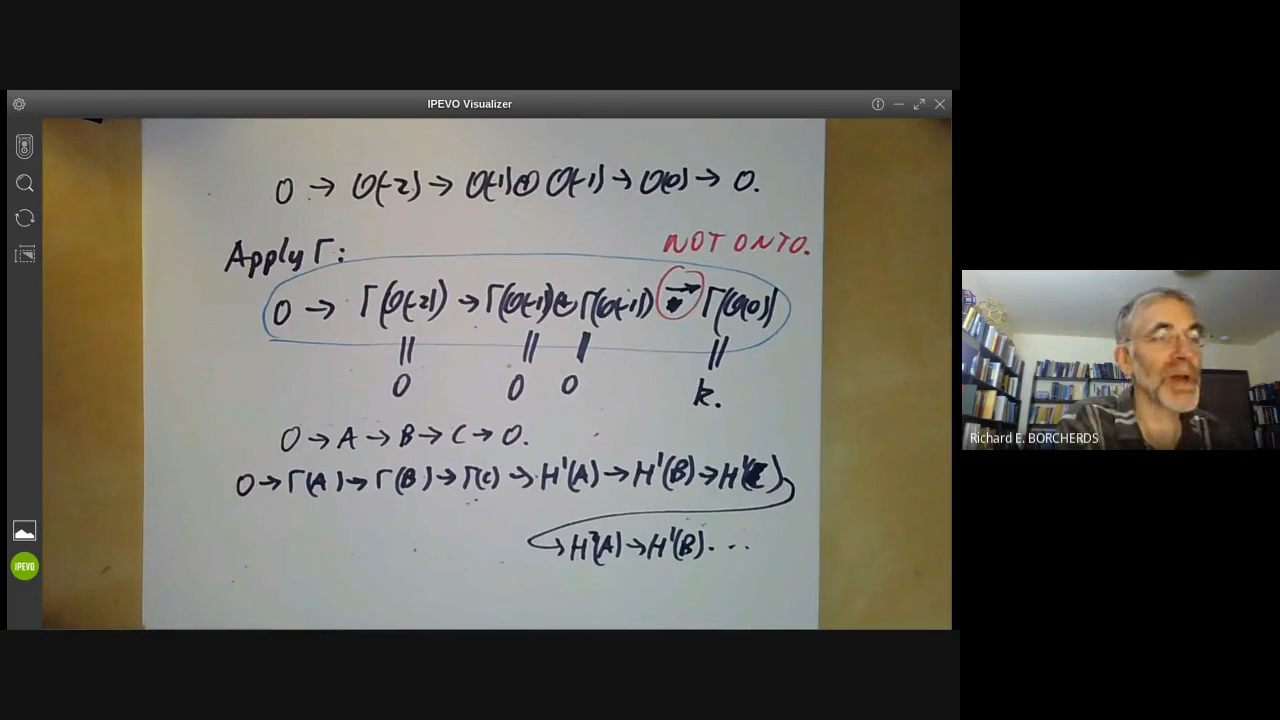 IPEVO Visualizer
0 → O(-2) → O(-1) ⊕ O(-1) → O(0) → 0.
NOT ONTO.
Apply Γ:
0 → Γ(O(-2)) → Γ(O(-1)) ⊕ Γ(O(-1)) → Γ(O(0))
|| || || ||
0 0 0 k.
0 → A → B → C → 0.
0 → Γ(A) → Γ(B) → Γ(C) → H¹(A) → H¹(B) → H¹(C)
→ H²(A) → H¹(B) ...
Richard E. BORCHERDS
IPEVO